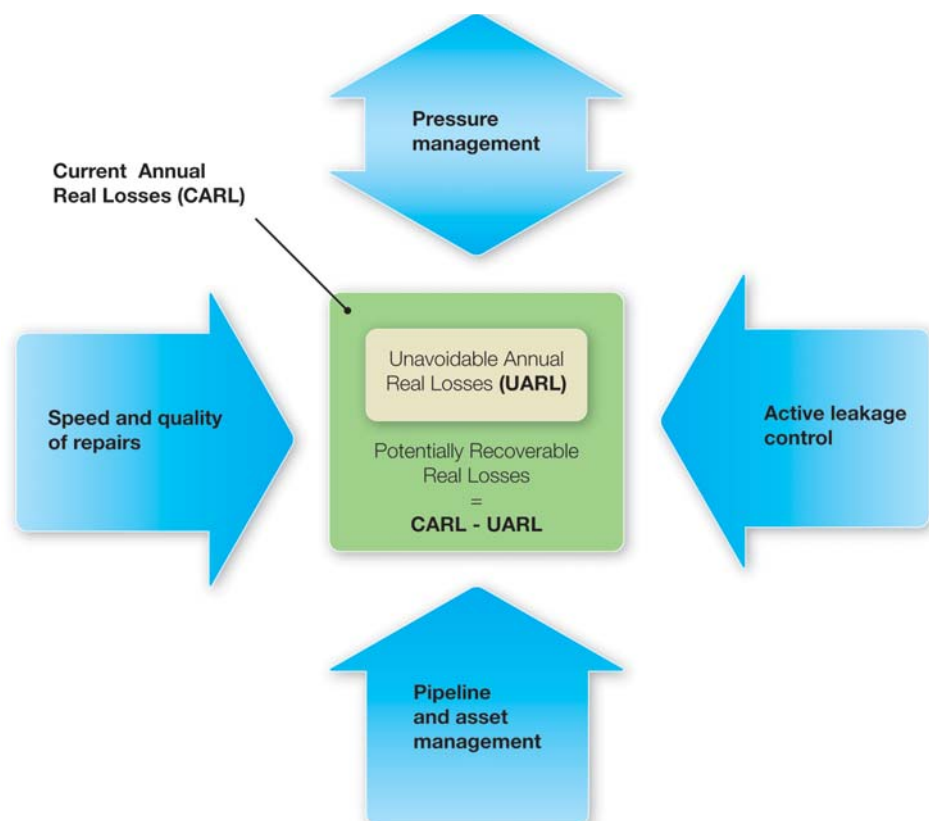 Pressure
management
Current Annual
Real Losses (CARL)
Unavoidable Annual
Real Losses (UARL)
Speed and quality
of repairs
Active leakage
control
Potentially Recoverable
Real Losses
=
CARL - UARL
Pipeline
and asset
management